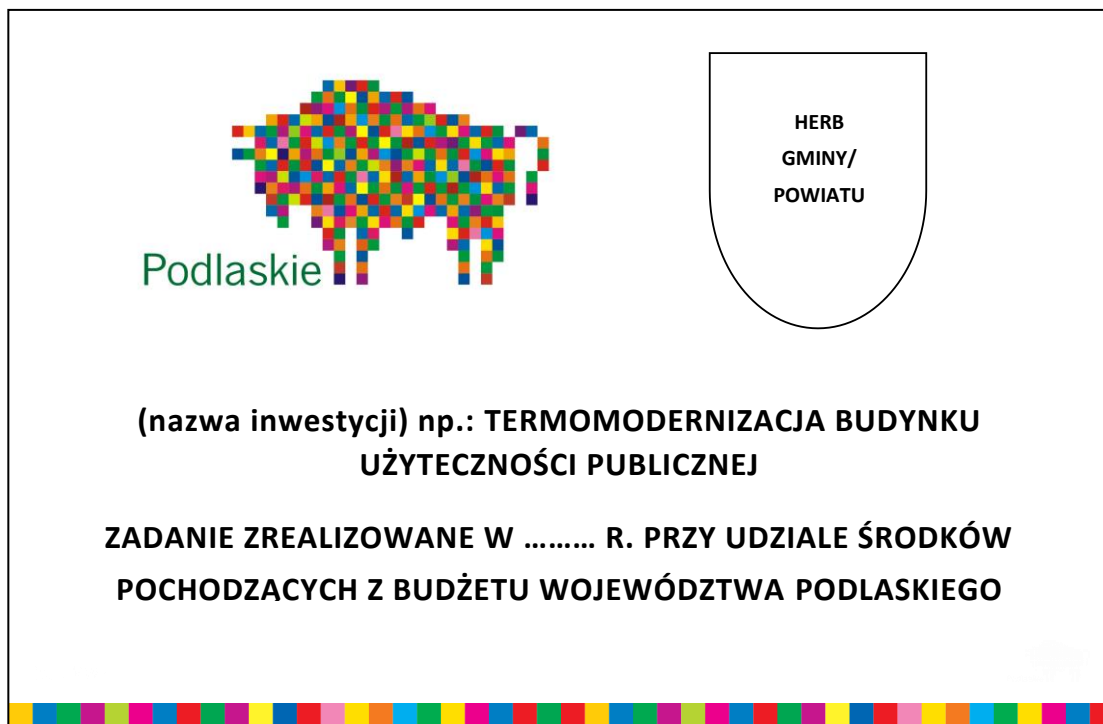 Podlaskie
HERB
GMINY/
POWIATU
(nazwa inwestycji) np.: TERMOMODERNIZACJA BUDYNKU
UŻYTECZNOŚCI PUBLICZNEJ
ZADANIE ZREALIZOWANE W ……… R. PRZY UDZIALE ŚRODKÓW
POCHODZĄCYCH Z BUDŻETU WOJEWÓDZTWA PODLASKIEGO